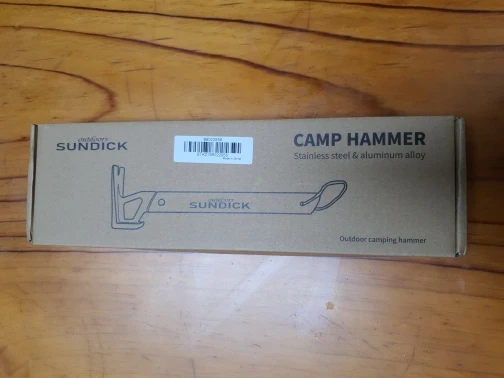 OUTDOORS
SUNDICK
CAMP HAMMER
Stainless steel & aluminum alloy
SUNDICK
Outdoor camping hammer